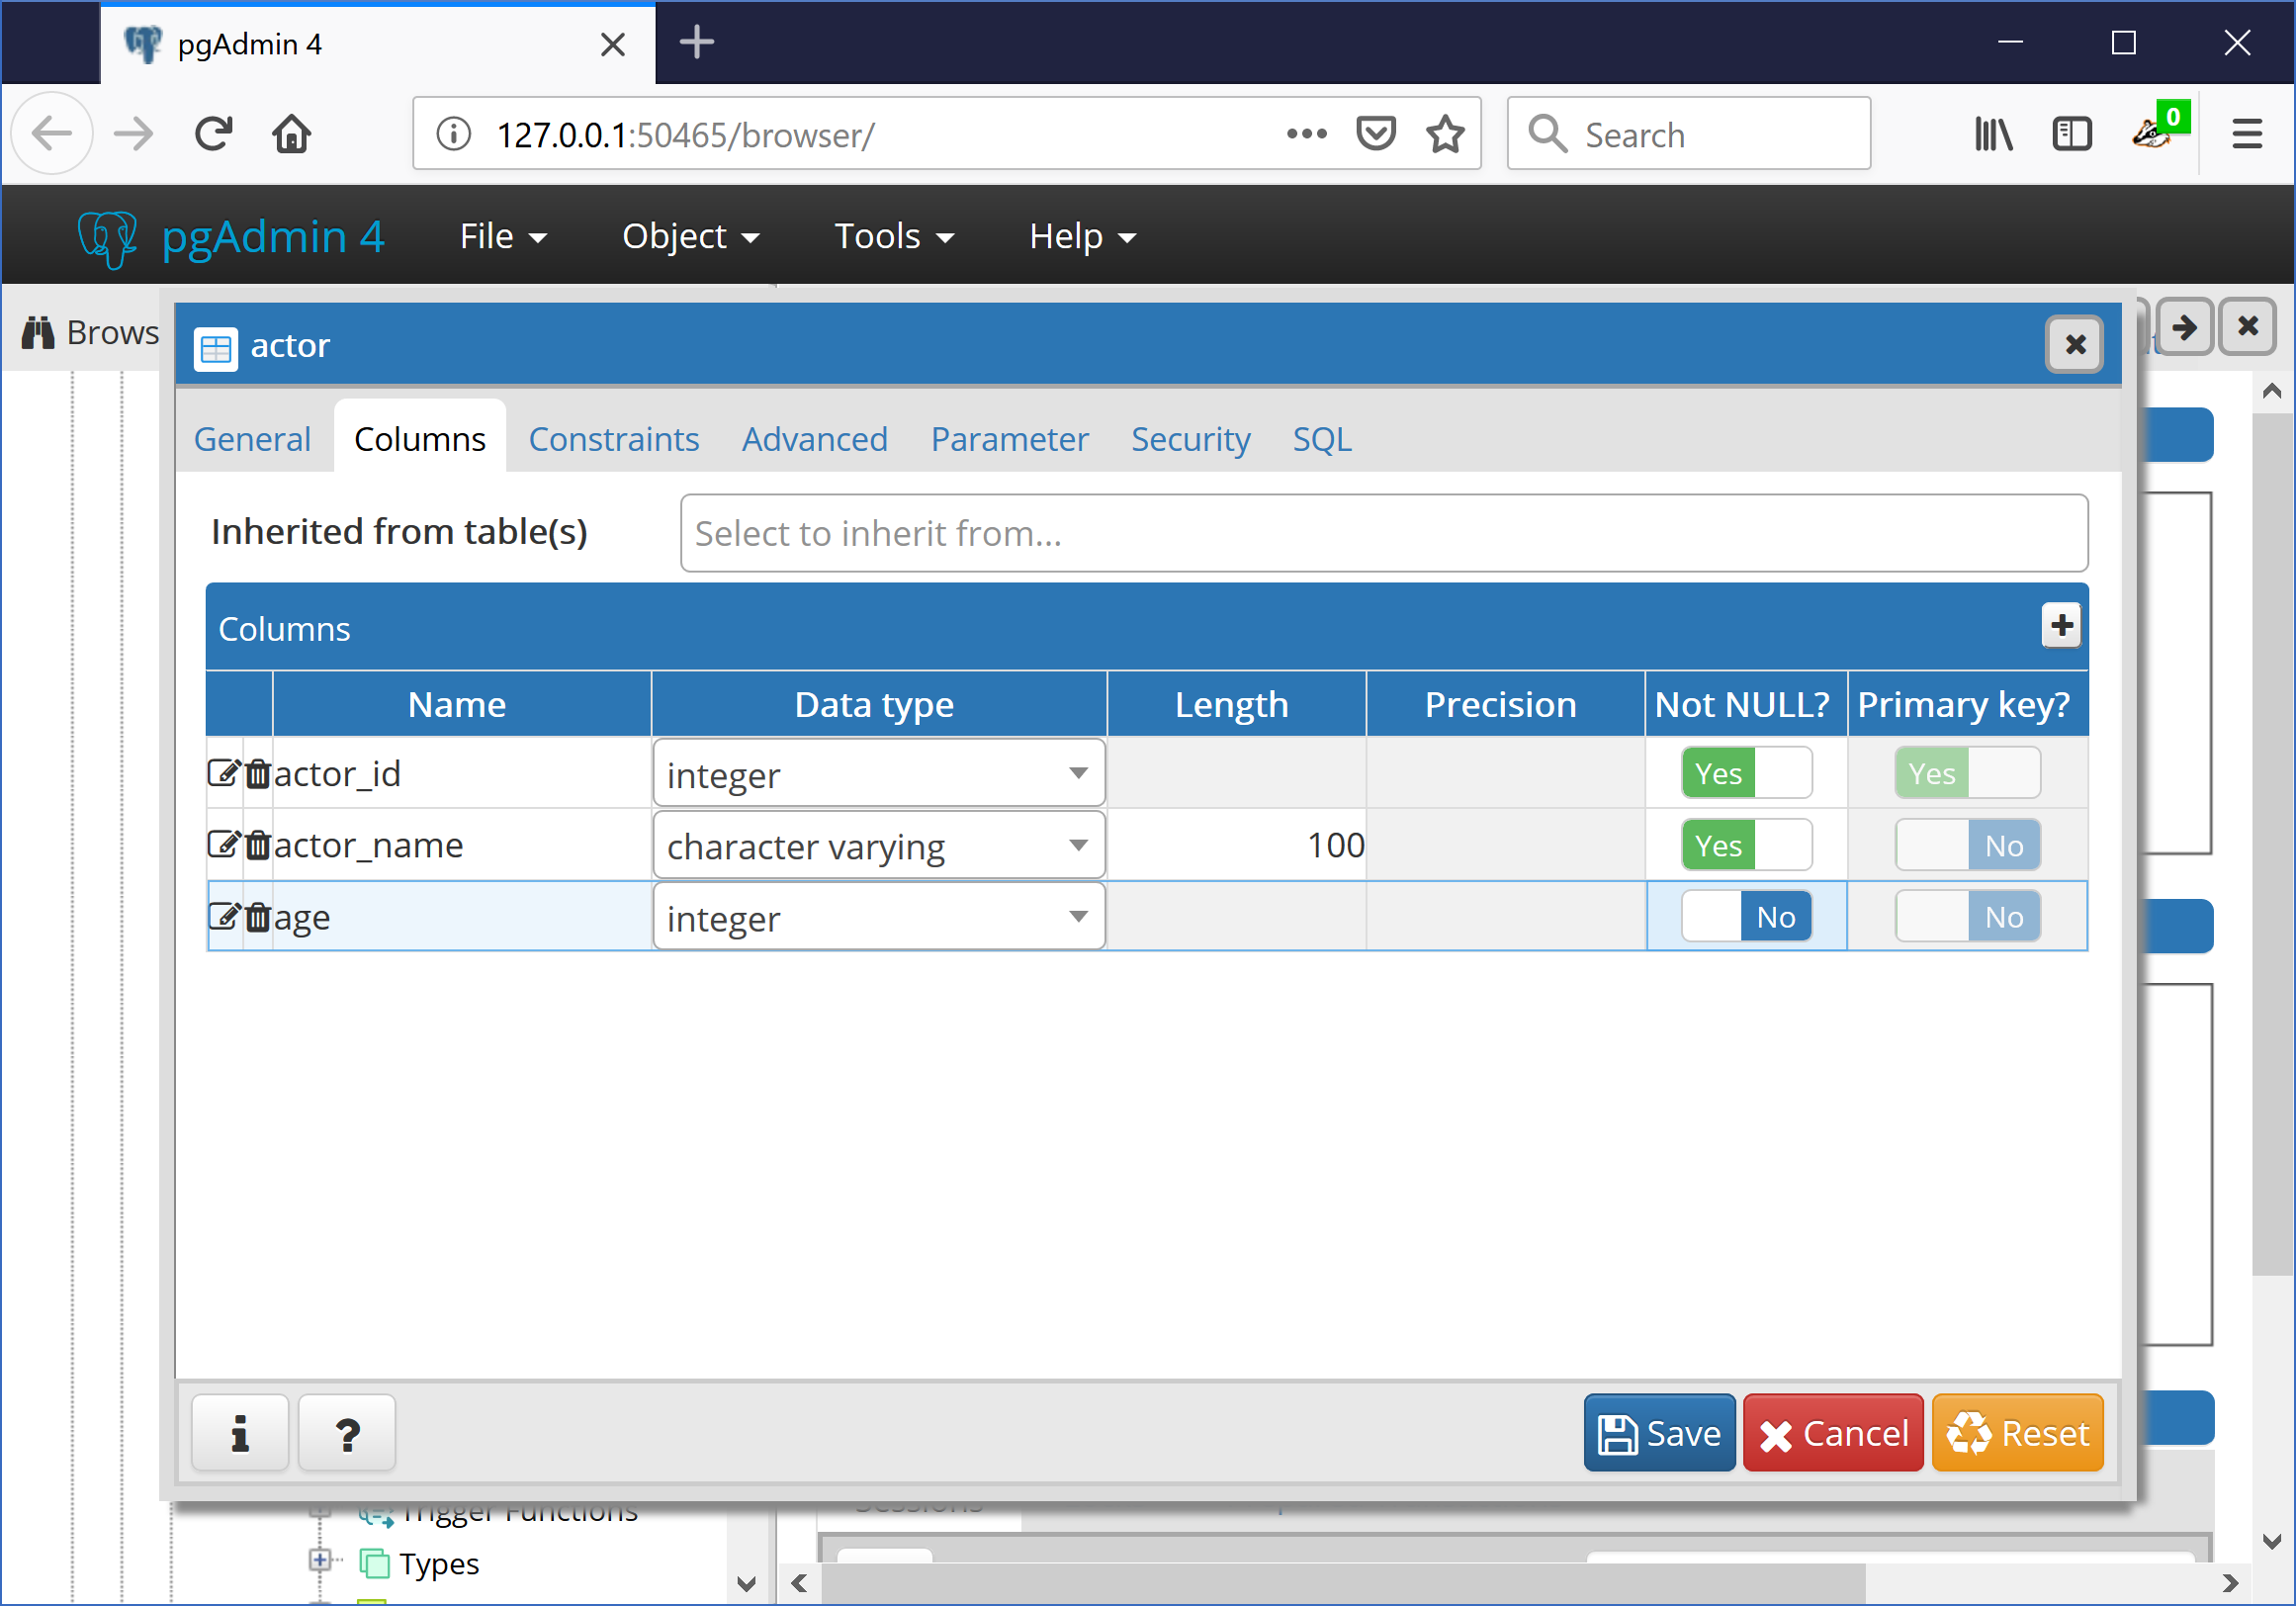 pgAdmin 4
127.0.0.1:50465/browser/
Search
0
pgAdmin 4 File Object Tools Help
Brows
actor
General Columns Constraints Advanced Parameter Security SQL
Inherited from table(s) Select to inherit from...
Columns
Name Data type Length Precision Not NULL? Primary key?
actor_id integer Yes Yes
actor_name character varying 100 Yes No
age integer No No
Save Cancel Reset
Trigger Functions
Sessions
Types